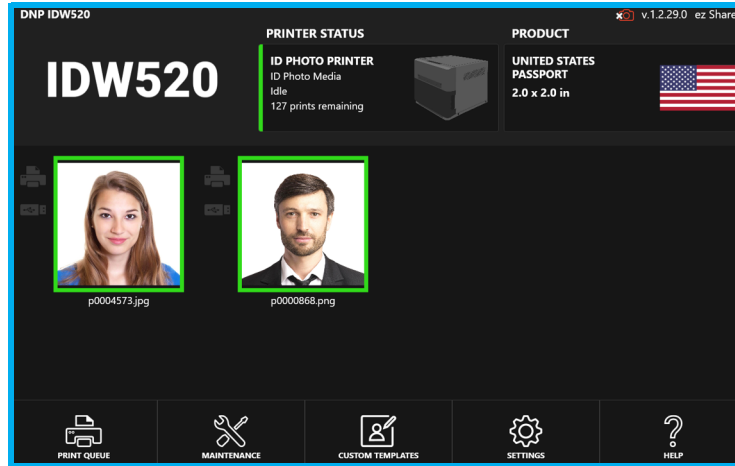 DNP IDW520
v.1.2.29.0 ez Share
PRINTER STATUS
PRODUCT
IDW520
ID PHOTO PRINTER
ID Photo Media
Idle
127 prints remaining
UNITED STATES
PASSPORT
2.0 x 2.0 in
p0004573.jpg
p0000868.png
PRINT QUEUE
MAINTENANCE
CUSTOM TEMPLATES
SETTINGS
HELP